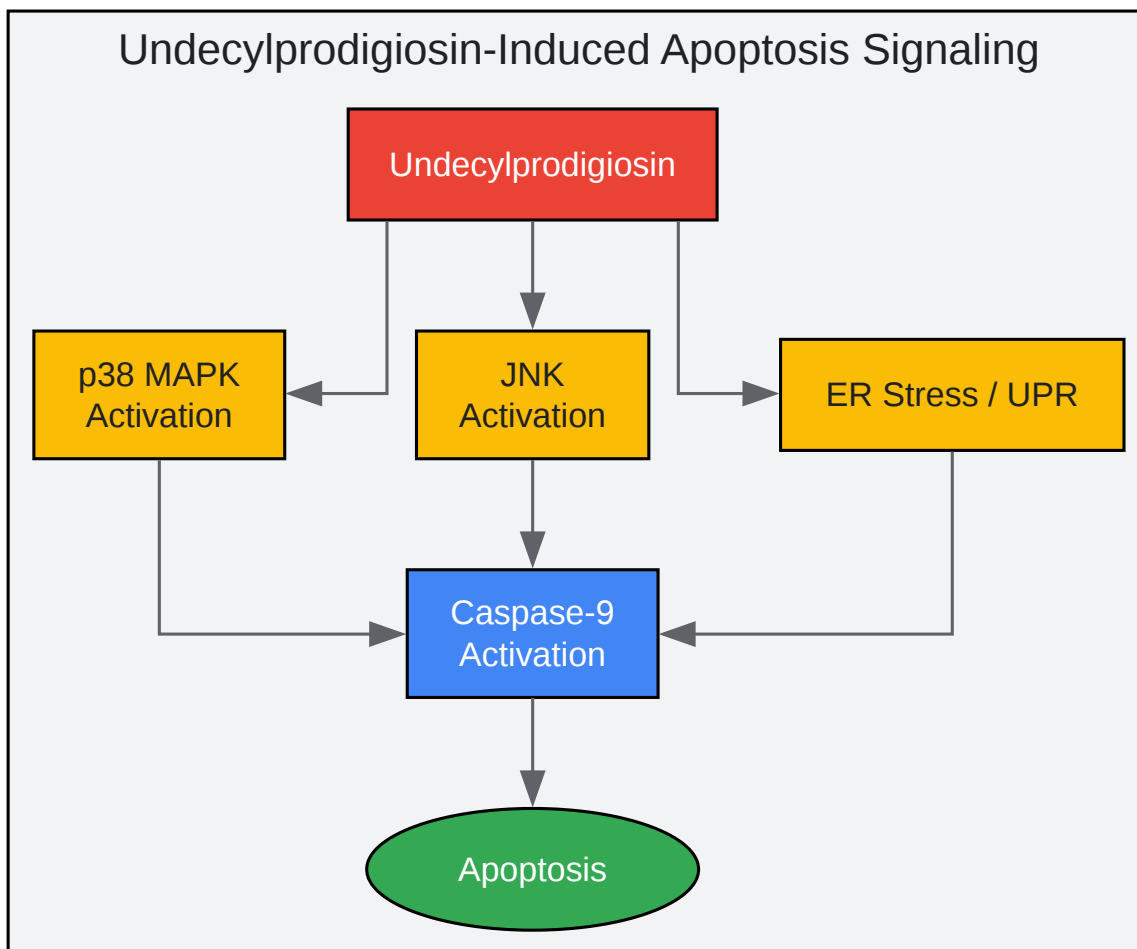 Undecylprodigiosin-Induced Apoptosis Signaling
Undecylprodigiosin
p38 MAPK
Activation
JNK
Activation
ER Stress / UPR
Caspase-9
Activation
Apoptosis